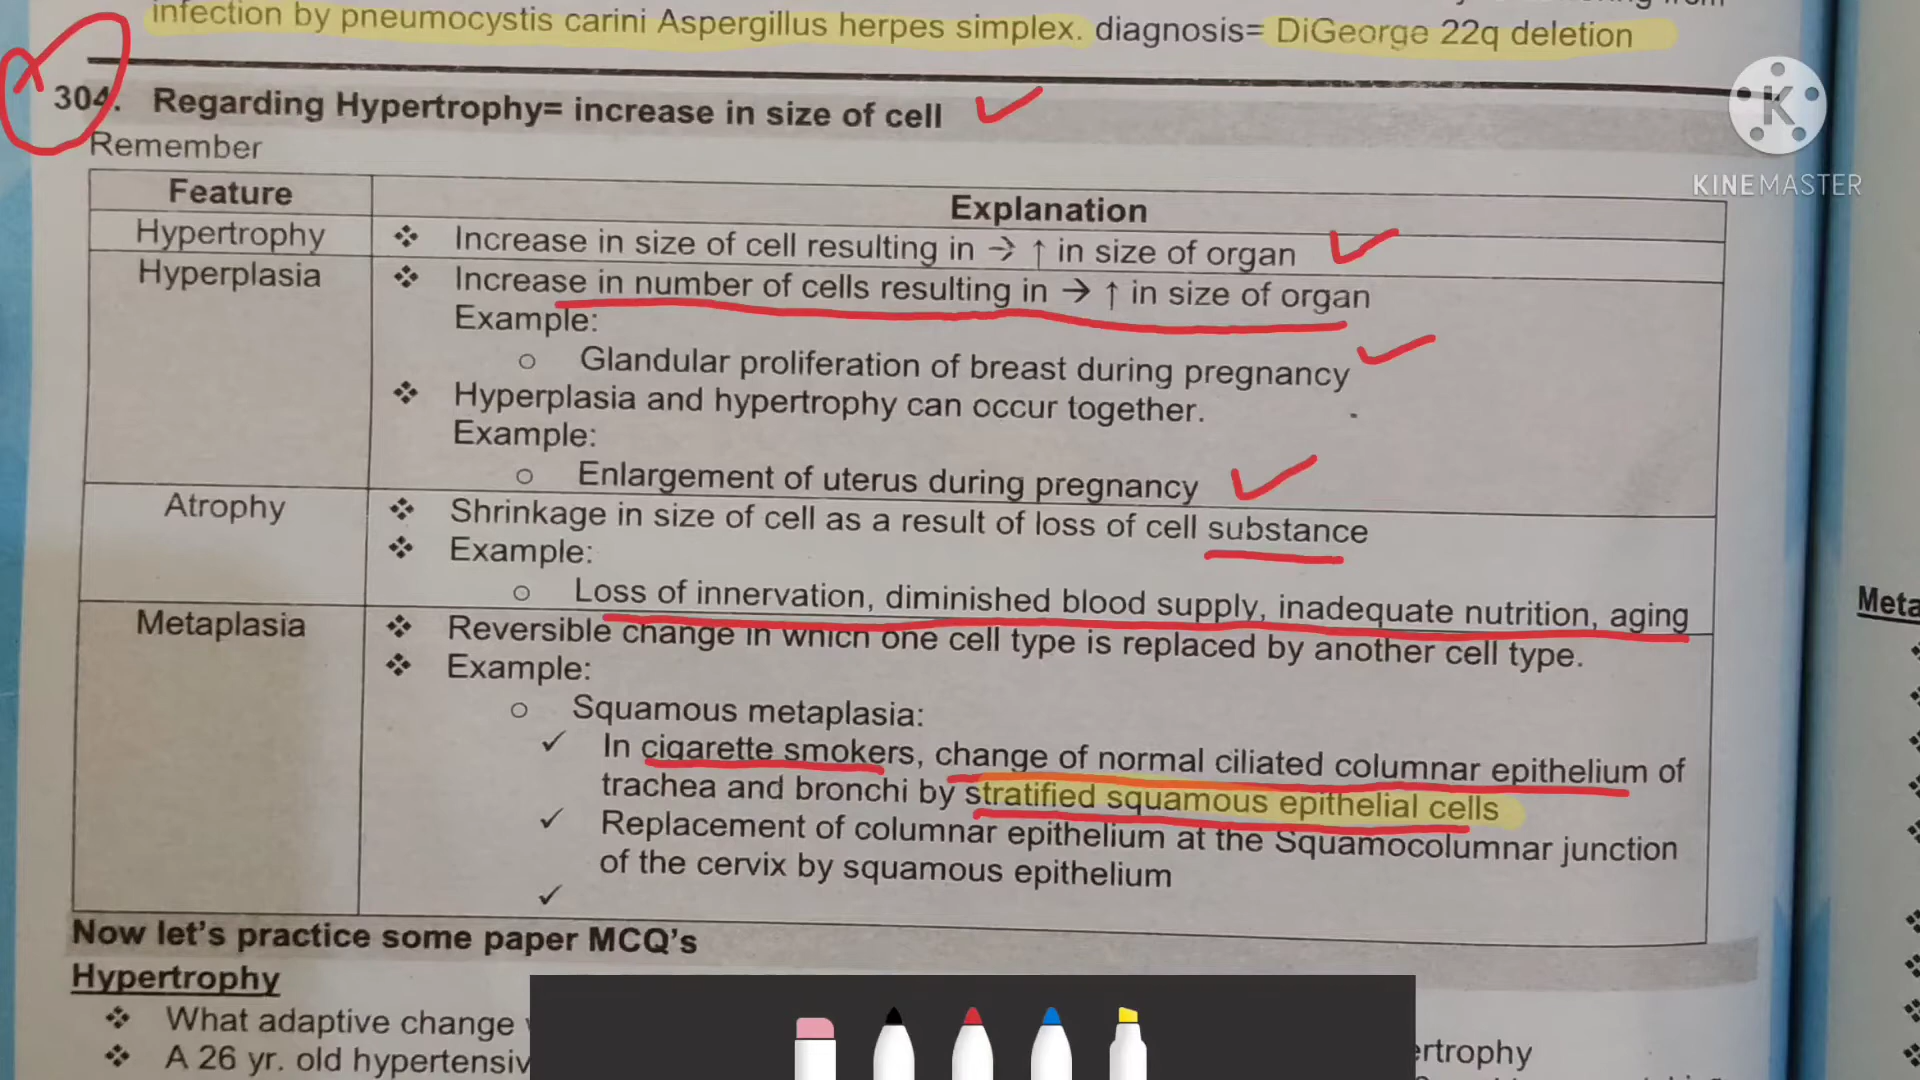 infection by pneumocystis carini Aspergillus herpes simplex. diagnosis= DiGeorge 22q deletion
304. Regarding Hypertrophy= increase in size of cell
Remember
K
KINEMASTER
Feature Explanation
Hypertrophy ❖ Increase in size of cell resulting in → ↑ in size of organ
Hyperplasia ❖ Increase in number of cells resulting in → ↑ in size of organ
Example:
o Glandular proliferation of breast during pregnancy
❖ Hyperplasia and hypertrophy can occur together.
Example:
o Enlargement of uterus during pregnancy
Atrophy ❖ Shrinkage in size of cell as a result of loss of cell substance
❖ Example:
o Loss of innervation, diminished blood supply, inadequate nutrition, aging
Metaplasia ❖ Reversible change in which one cell type is replaced by another cell type.
❖ Example:
o Squamous metaplasia:
✓ In cigarette smokers, change of normal ciliated columnar epithelium of
trachea and bronchi by stratified squamous epithelial cells
✓ Replacement of columnar epithelium at the Squamocolumnar junction
of the cervix by squamous epithelium
✓
Now let's practice some paper MCQ's
Hypertrophy
❖ What adaptive change
❖ A 26 yr. old hypertensiv
ertrophy
Meta